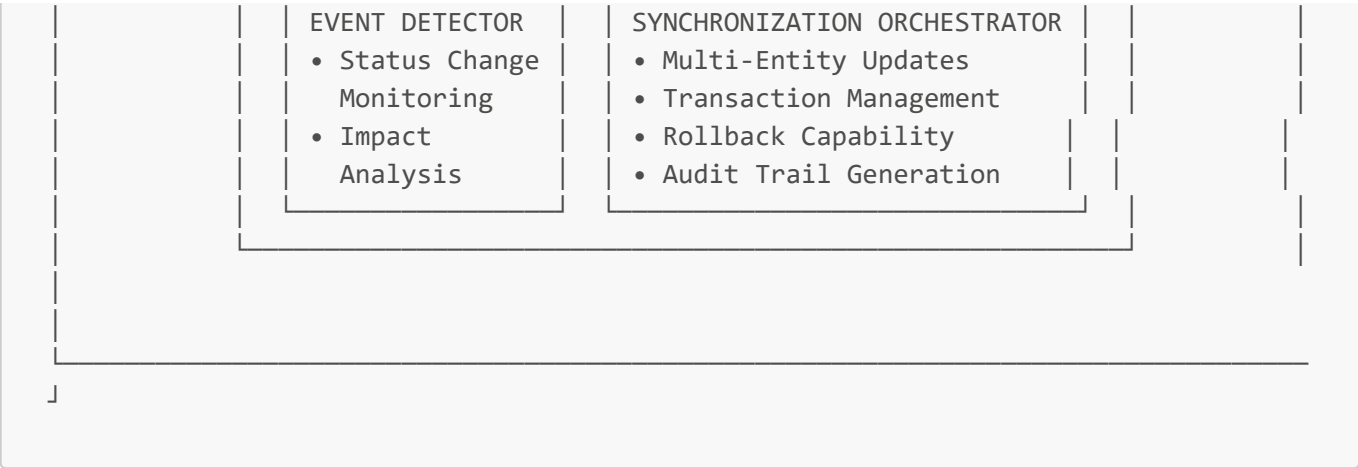 EVENT DETECTOR SYNCHRONIZATION ORCHESTRATOR
• Status Change • Multi-Entity Updates
Monitoring • Transaction Management
• Impact • Rollback Capability
Analysis • Audit Trail Generation